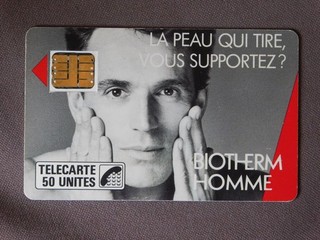 LA PEAU QUI TIRE,
VOUS SUPPORTEZ?
BIOTHERM
HOMME
TELECARTE
50 UNITES